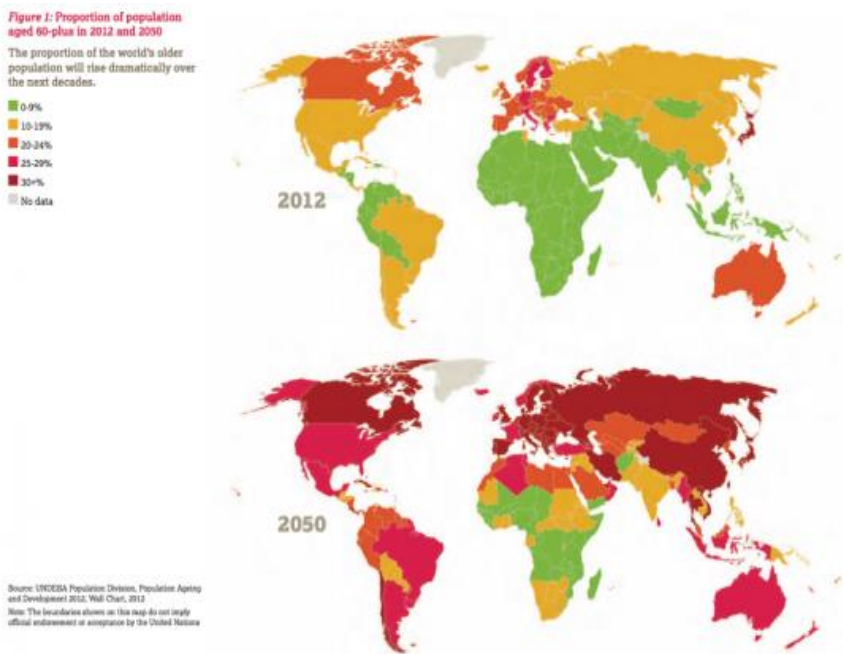 Figure 1: Proportion of population
aged 60-plus in 2012 and 2050
The proportion of the world's older
population will rise dramatically over
the next decades.
0-9%
10-19%
20-24%
25-29%
30+%
No data
2012
2050
Source: UNDESA Population Division, Population Ageing
and Development 2012, Wall Chart, 2012
Note: The boundaries shown on this map do not imply
official endorsement or acceptance by the United Nations